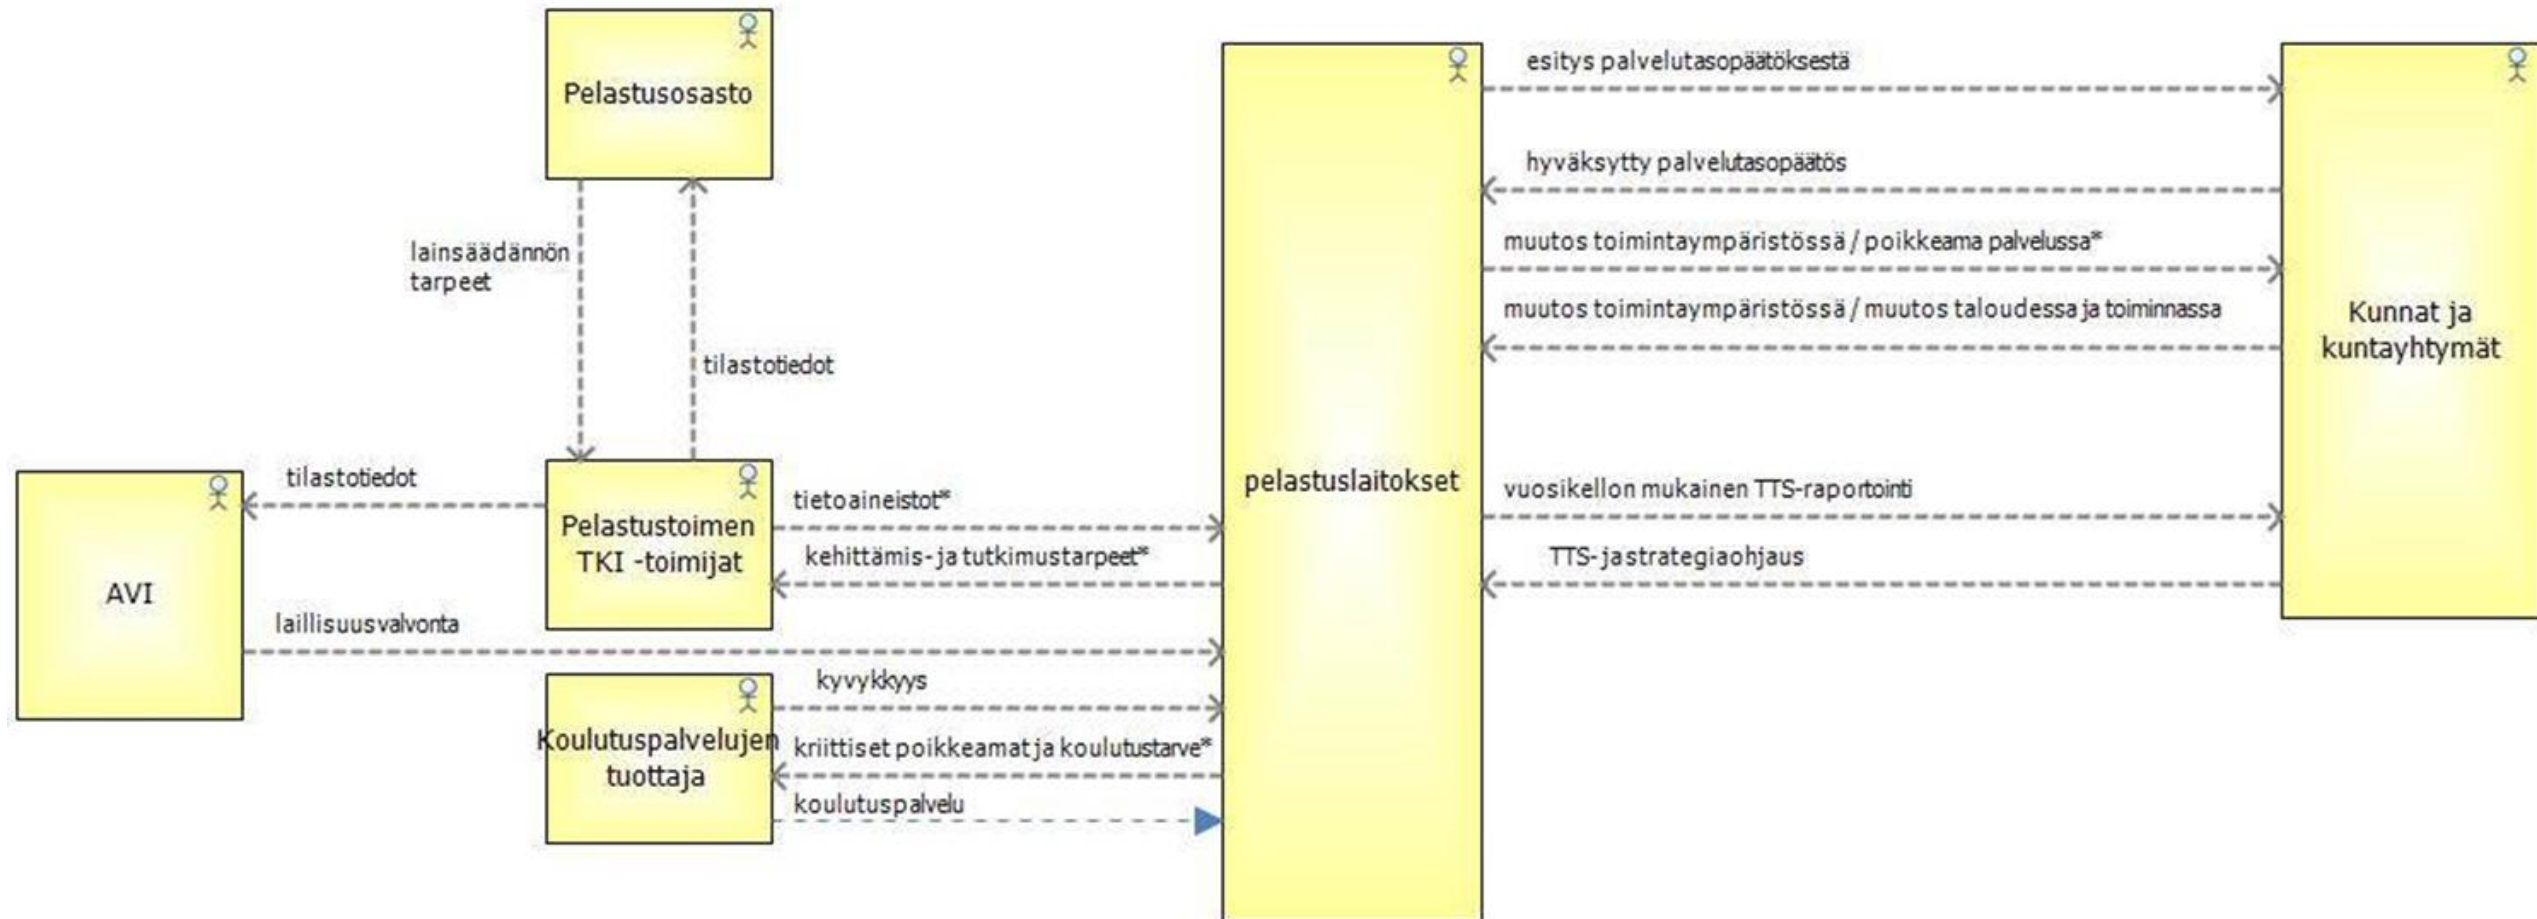 Pelastusosasto
lainsäädännön
tarpeet
tilastotiedot
AVI
tilastotiedot
Pelastustoimen
TKI -toimijat
tietoaineistot*
kehittämis- ja tutkimustarpeet*
laillisuusvalvonta
Koulutuspalvelujen
tuottaja
kyvykkyys
kriittiset poikkeamat ja koulutustarve*
koulutuspalvelu
pelastuslaitokset
esitys palvelutasopäätöksestä
hyväksytty palvelutasopäätös
muutos toimintaympäristössä / poikkeama palvelussa*
muutos toimintaympäristössä / muutos taloudessa ja toiminnassa
vuosikellon mukainen TTS-raportointi
TTS- ja strategiaohjaus
Kunnat ja
kuntayhtymät